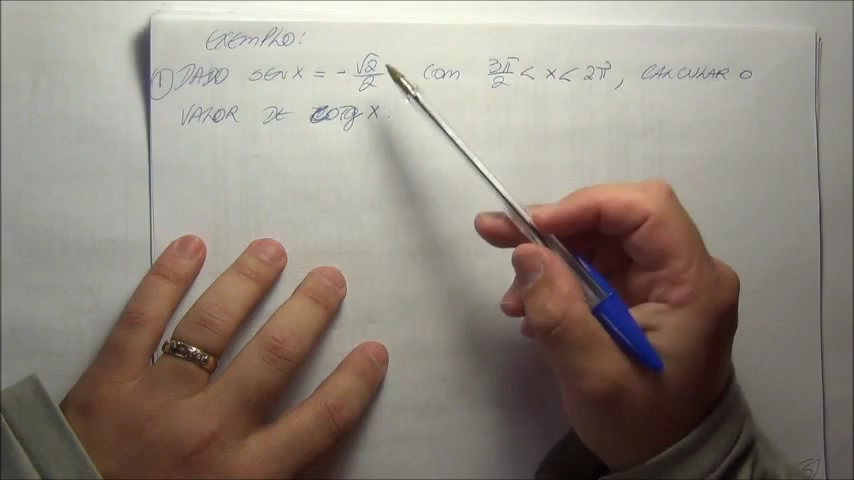 EXEMPLO:
① DADO SEN X = - √2/2 COM 3π/2 < X < 2π, CALCULAR O
VALOR DE COTG X.